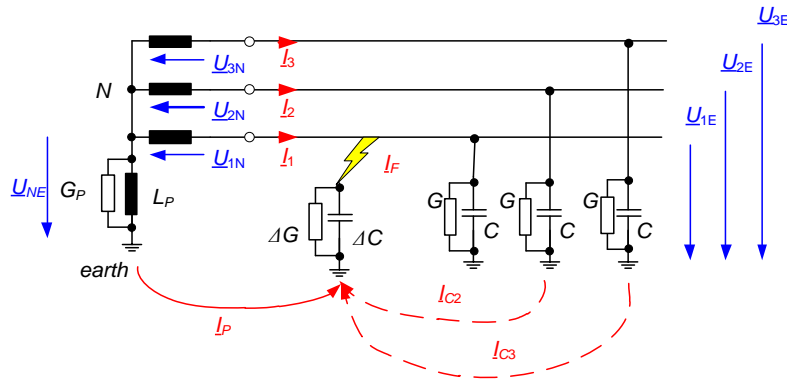 U3E
U3N
I3
U2E
N
U2N
I2
U1E
U1N
I1
IF
UNE
GP
LP
G
C
G
C
G
C
ΔG
ΔC
earth
IC2
IP
IC3